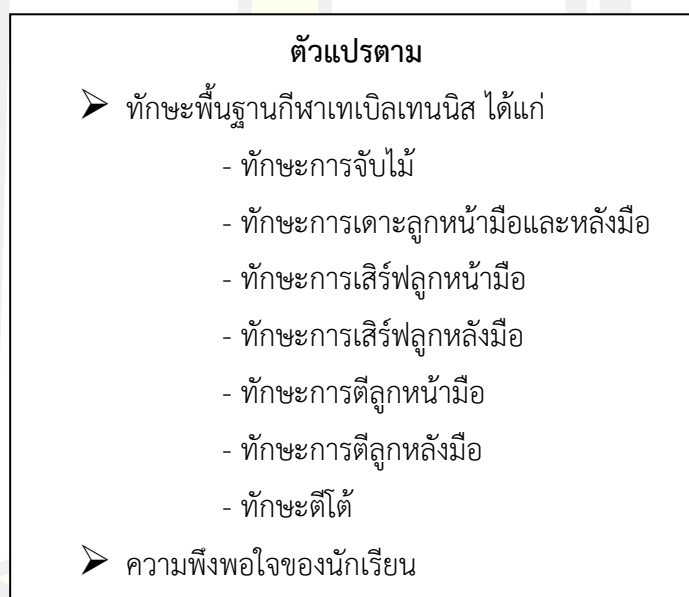 ตัวแปรตาม
➢ ทักษะพื้นฐานกีฬาเทเบิลเทนนิส ได้แก่
- ทักษะการจับไม้
- ทักษะการเดาะลูกหน้ามือและหลังมือ
- ทักษะการเสิร์ฟลูกหน้ามือ
- ทักษะการเสิร์ฟลูกหลังมือ
- ทักษะการตีลูกหน้ามือ
- ทักษะการตีลูกหลังมือ
- ทักษะตีโต้
➢ ความพึงพอใจของนักเรียน